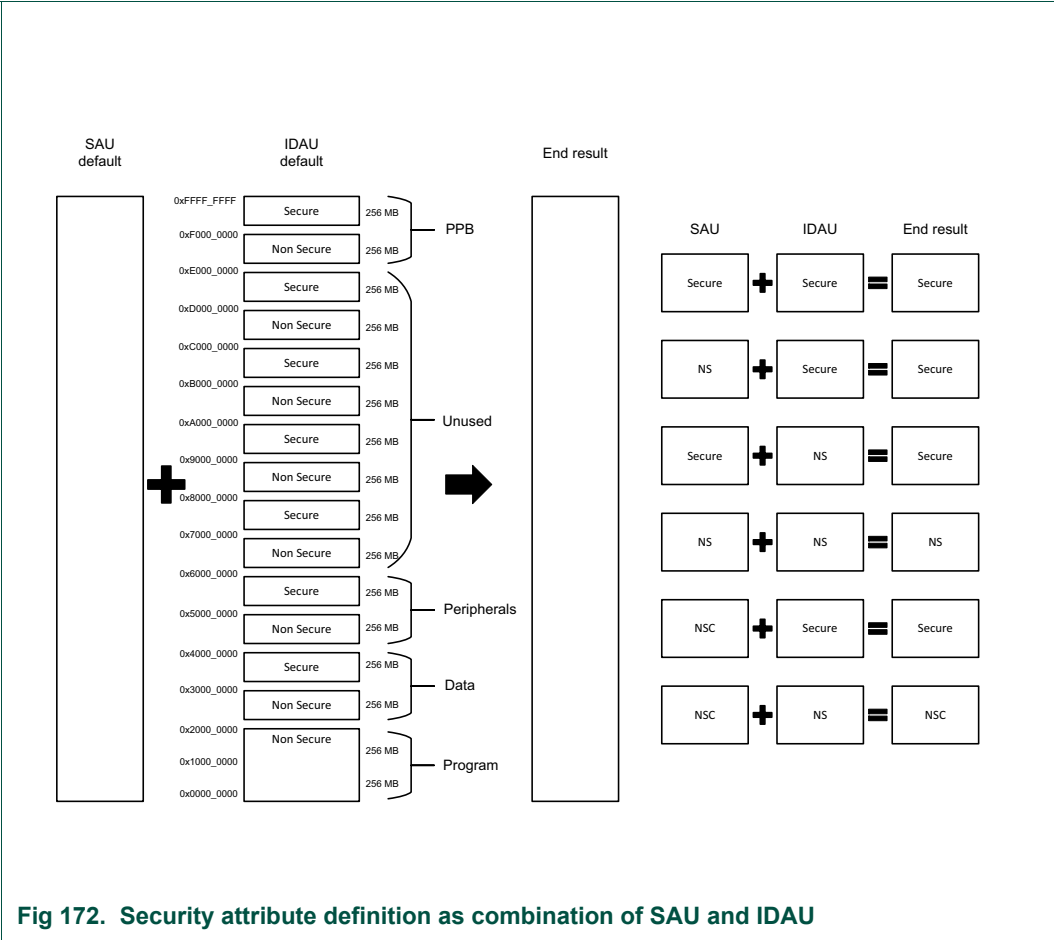 SAU
default
IDAU
default
End result
0xFFFF_FFFF
Secure
256 MB
PPB
0xF000_0000
Non Secure
256 MB
0xE000_0000
Secure
256 MB
0xD000_0000
Non Secure
256 MB
0xC000_0000
Secure
256 MB
0xB000_0000
Non Secure
256 MB
Unused
0xA000_0000
Secure
256 MB
0x9000_0000
Non Secure
256 MB
0x8000_0000
Secure
256 MB
0x7000_0000
Non Secure
256 MB
0x6000_0000
Secure
256 MB
Peripherals
0x5000_0000
Non Secure
256 MB
0x4000_0000
Secure
256 MB
Data
0x3000_0000
Non Secure
256 MB
0x2000_0000
Non Secure
256 MB
0x1000_0000
Program
256 MB
0x0000_0000
SAU IDAU End result
Secure + Secure = Secure
NS + Secure = Secure
Secure + NS = Secure
NS + NS = NS
NSC + Secure = Secure
NSC + NS = NSC
Fig 172. Security attribute definition as combination of SAU and IDAU